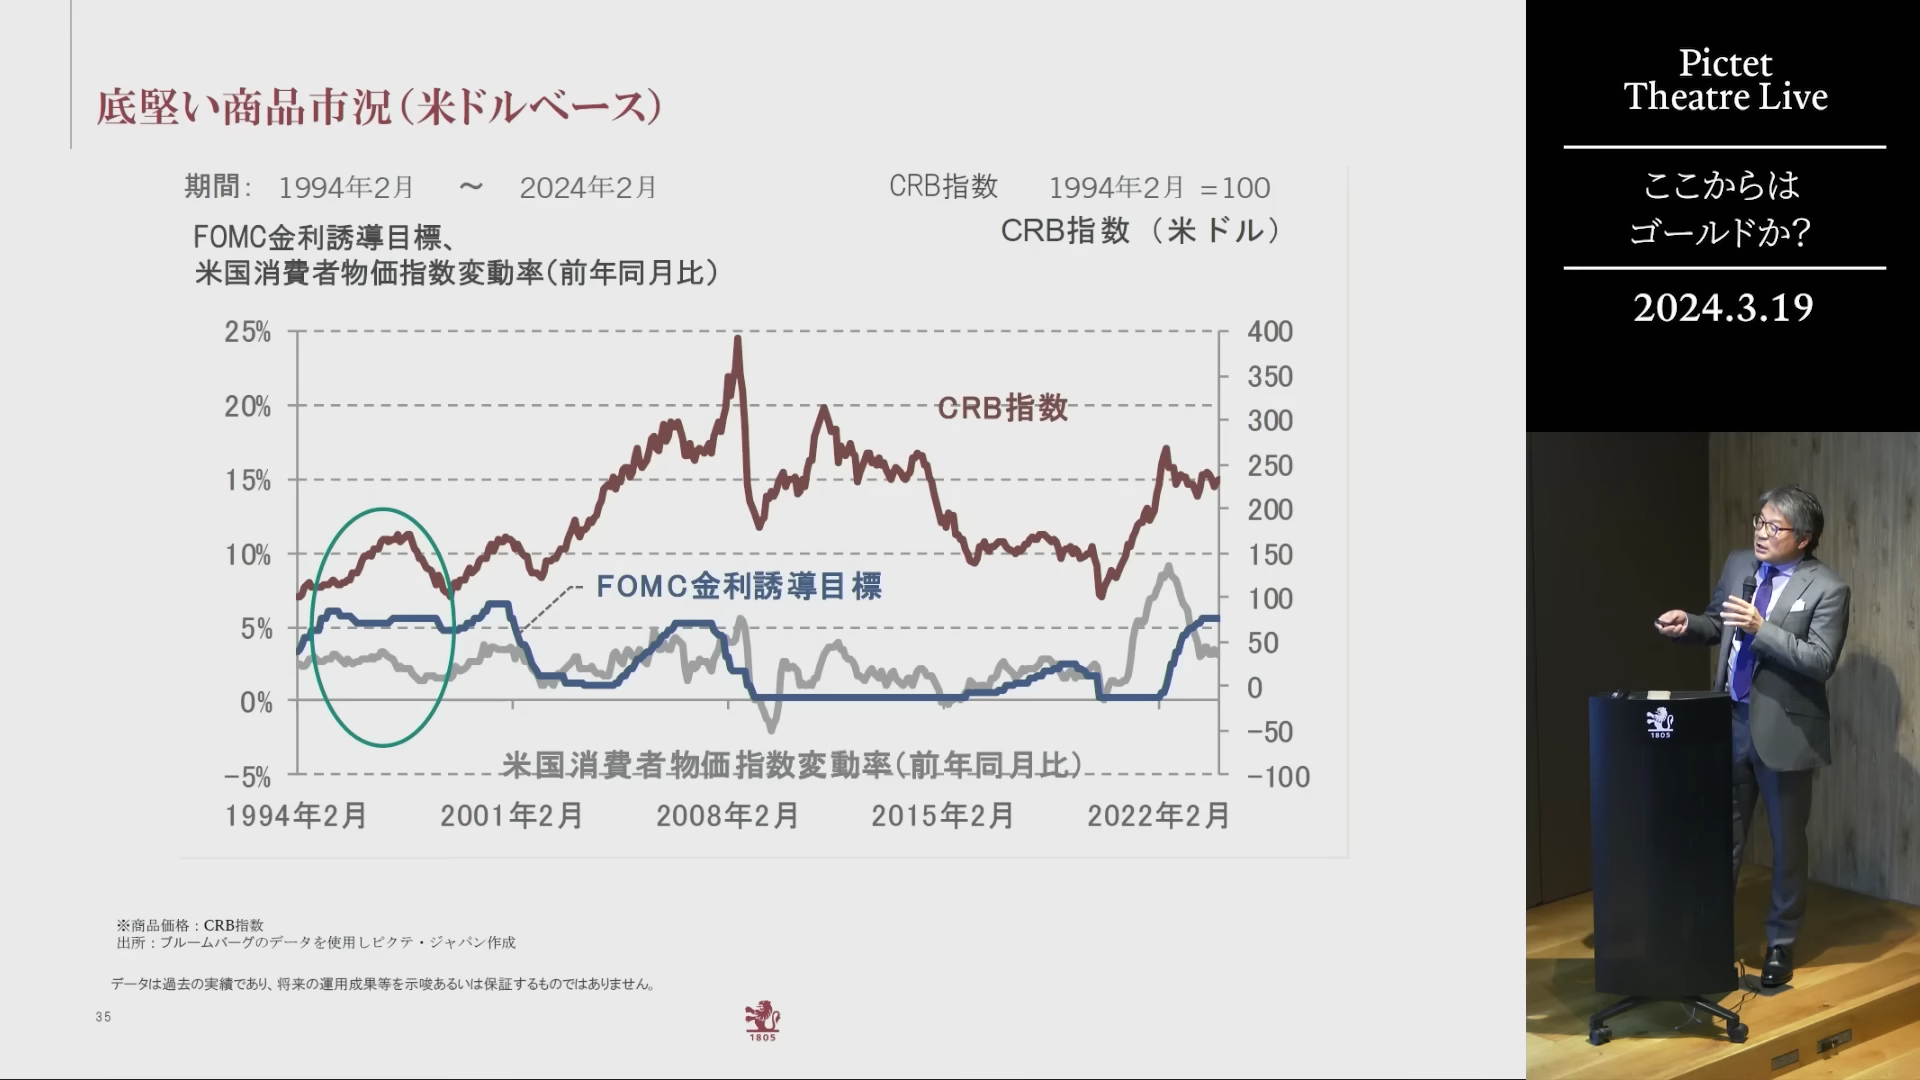 底堅い商品市況（米ドルベース）
期間： 1994年2月 ～ 2024年2月
CRB指数 1994年2月 ＝100
FOMC金利誘導目標、
米国消費者物価指数変動率（前年同月比）
CRB指数（米ドル）
25%
20%
15%
10%
5%
0%
−5%
400
350
300
250
200
150
100
50
0
−50
−100
CRB指数
FOMC金利誘導目標
米国消費者物価指数変動率（前年同月比）
1994年2月
2001年2月
2008年2月
2015年2月
2022年2月
※商品価格：CRB指数
出所：ブルームバーグのデータを使用しピクテ・ジャパン作成
データは過去の実績であり、将来の運用成果等を示唆あるいは保証するものではありません。
35
1805
Pictet
Theatre Live
ここからは
ゴールドか？
2024.3.19
1805